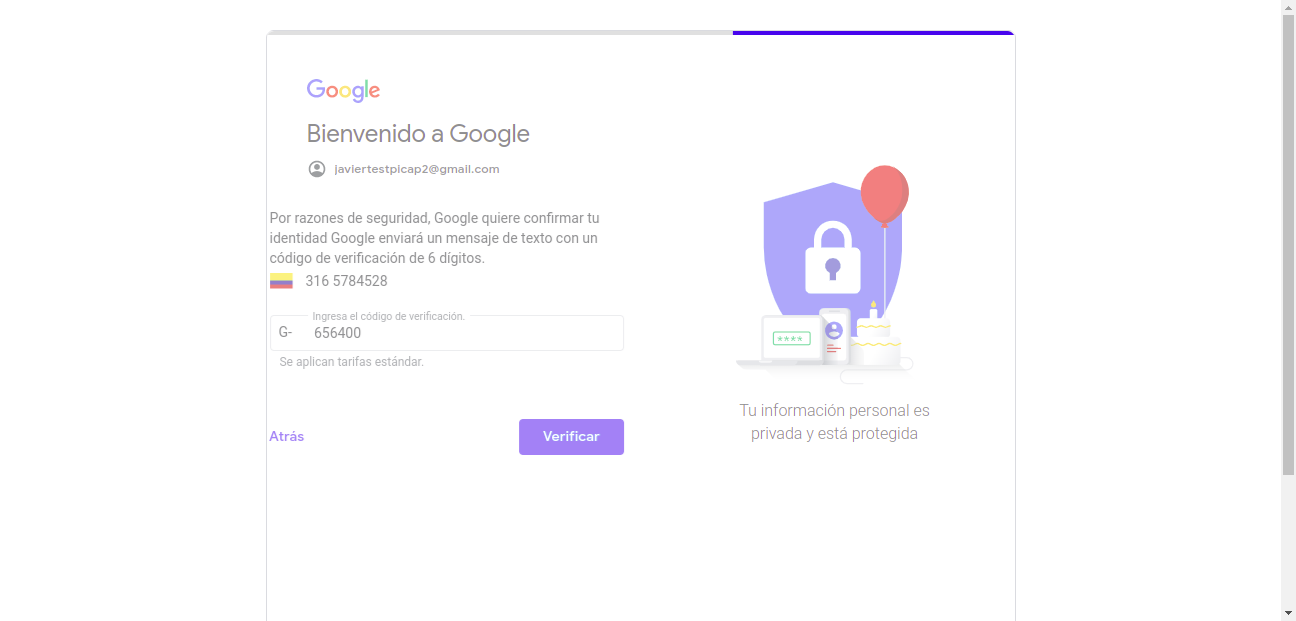 Google
Bienvenido a Google
javiertestpicap2@gmail.com
Por razones de seguridad, Google quiere confirmar tu
identidad Google enviará un mensaje de texto con un
código de verificación de 6 dígitos.
316 5784528
Ingresa el código de verificación.
G- 656400
Se aplican tarifas estándar.
Atrás
Verificar
****
Tu información personal es
privada y está protegida